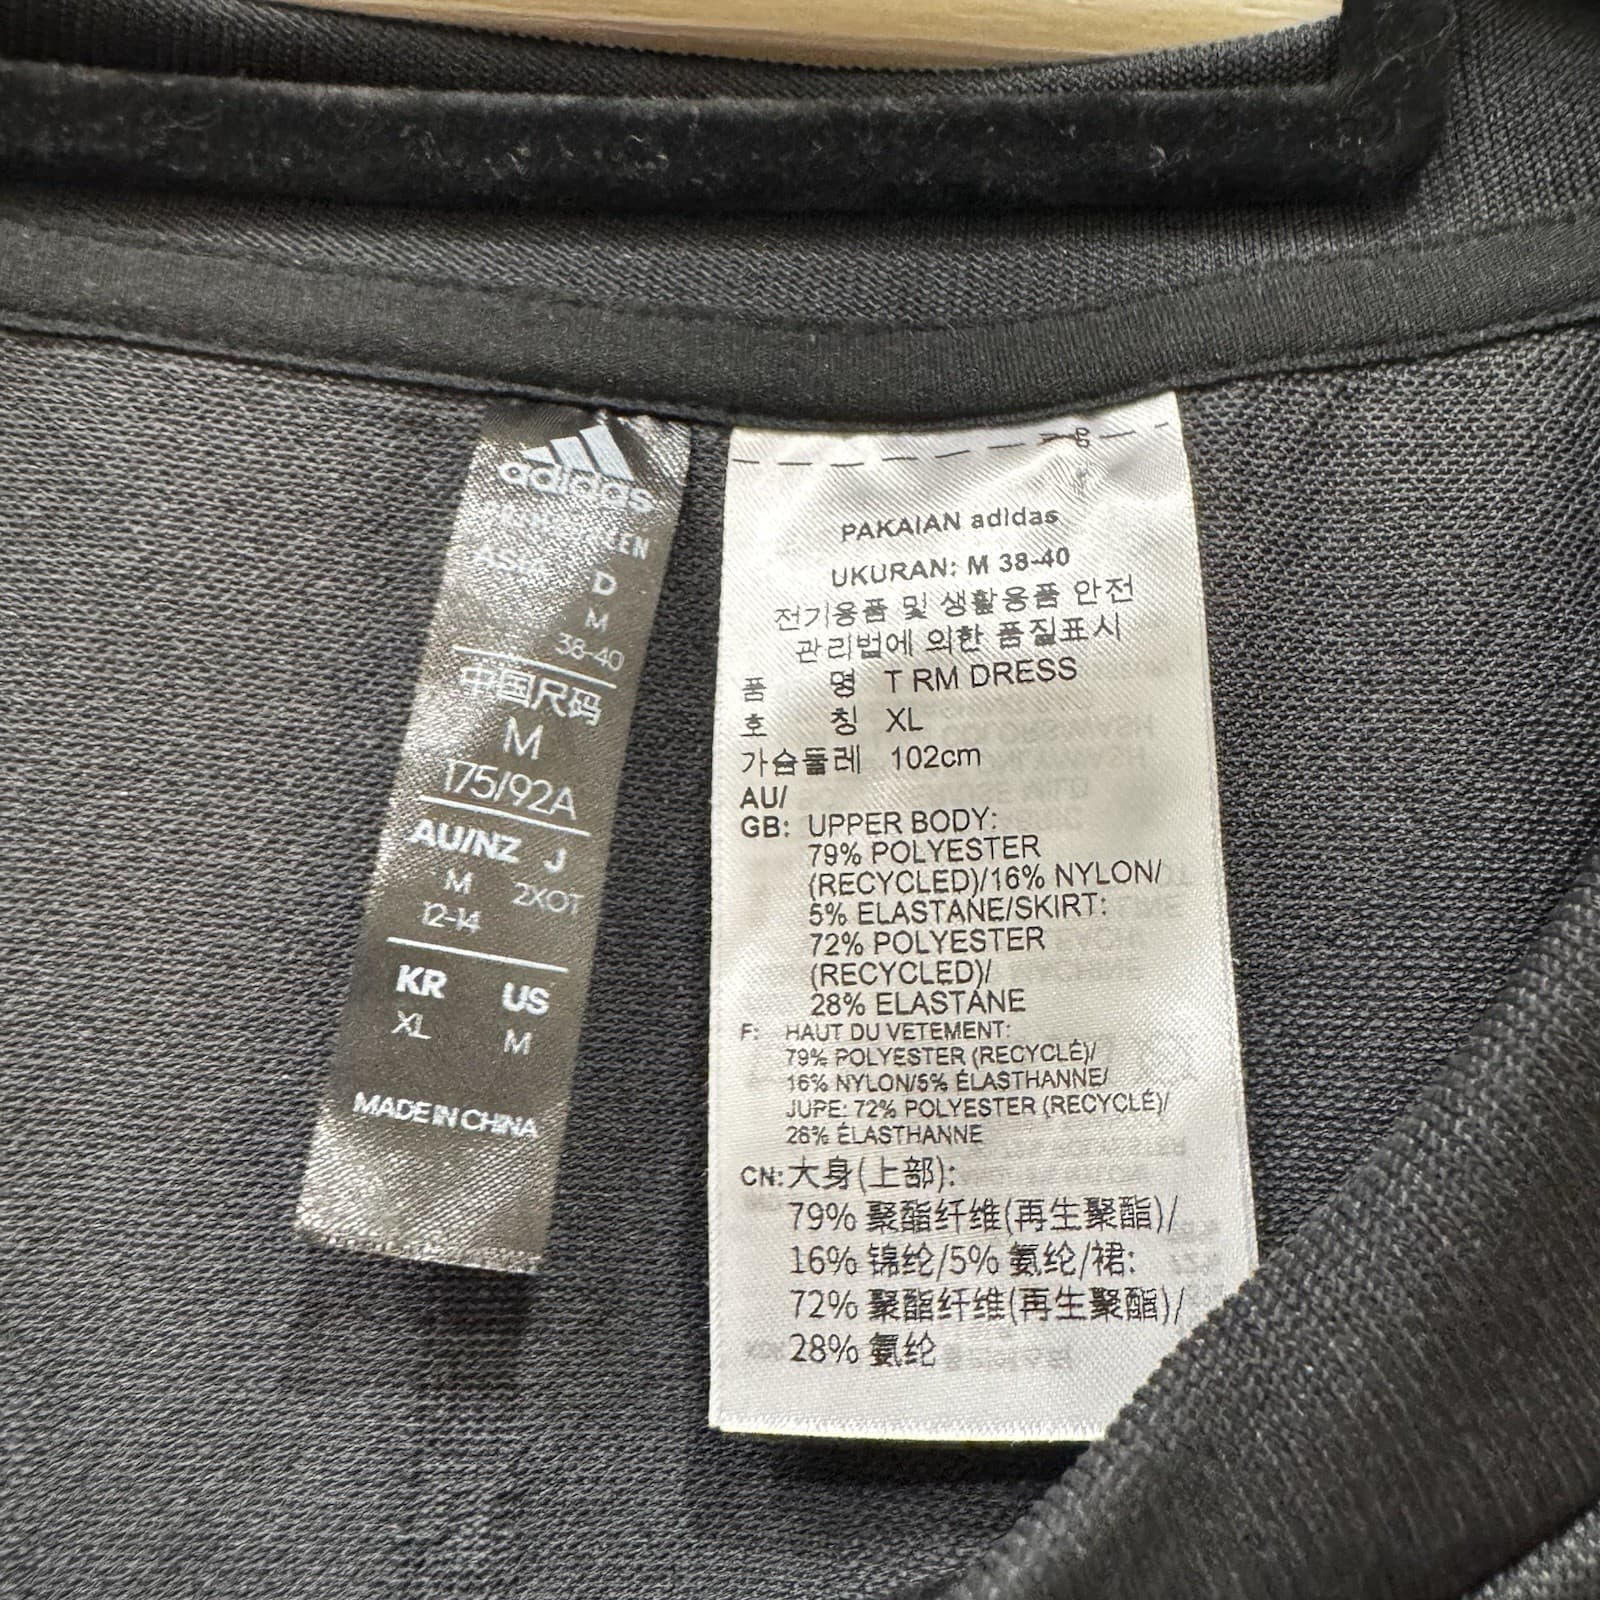 adidas
ASIA D
M
38-40
中国尺码
M
175/92A
AU/NZ J
M 2XOT
12-14
KR US
XL M
MADE IN CHINA
PAKAIAN adidas
UKURAN: M 38-40
전기용품 및 생활용품 안전
관리법에 의한 품질표시
품 명 T RM DRESS
호 칭 XL
가슴둘레 102cm
AU/
GB: UPPER BODY:
79% POLYESTER
(RECYCLED)/16% NYLON/
5% ELASTANE/SKIRT:
72% POLYESTER
(RECYCLED)/
28% ELASTANE
F: HAUT DU VETEMENT:
79% POLYESTER (RECYCLÉ)/
16% NYLON/5% ÉLASTHANNE/
JUPE: 72% POLYESTER (RECYCLÉ)/
28% ÉLASTHANNE
CN: 大身(上部):
79% 聚酯纤维(再生聚酯)/
16% 锦纶/5% 氨纶/裙:
72% 聚酯纤维(再生聚酯)/
28% 氨纶